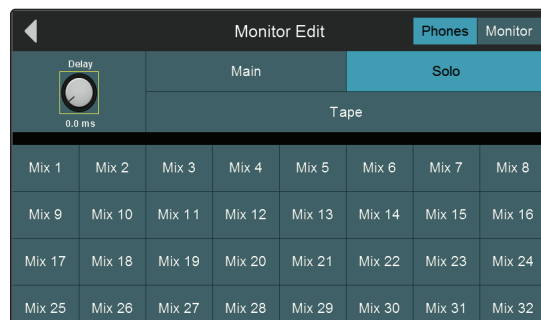 Monitor Edit Phones Monitor
Delay
Main Solo
Tape
0.0 ms
Mix 1 Mix 2 Mix 3 Mix 4 Mix 5 Mix 6 Mix 7 Mix 8
Mix 9 Mix 10 Mix 11 Mix 12 Mix 13 Mix 14 Mix 15 Mix 16
Mix 17 Mix 18 Mix 19 Mix 20 Mix 21 Mix 22 Mix 23 Mix 24
Mix 25 Mix 26 Mix 27 Mix 28 Mix 29 Mix 30 Mix 31 Mix 32